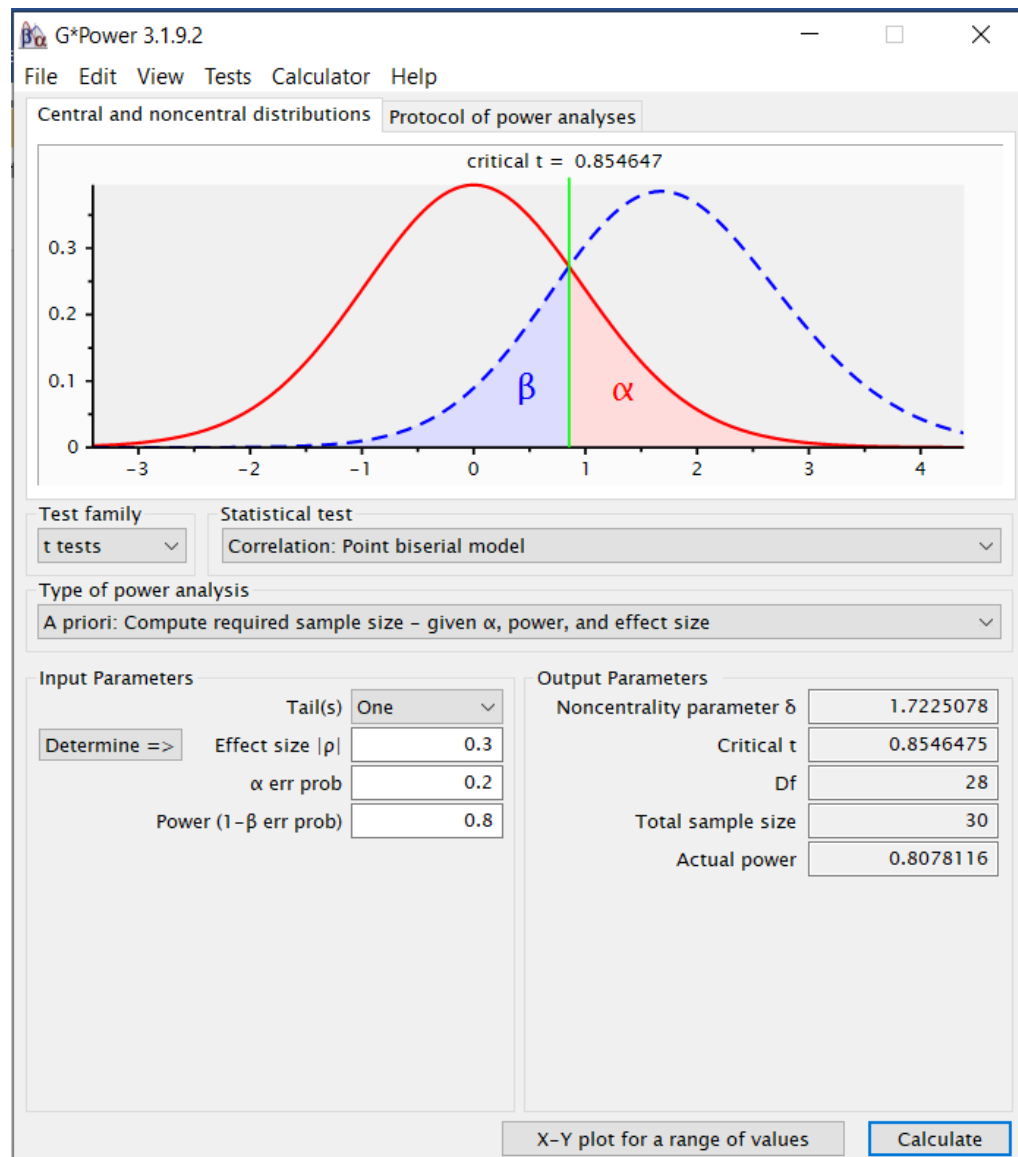 G*Power 3.1.9.2
File Edit View Tests Calculator Help
Central and noncentral distributions Protocol of power analyses
critical t = 0.854647
0.3
0.2
0.1
0
β α
-3 -2 -1 0 1 2 3 4
Test family Statistical test
t tests Correlation: Point biserial model
Type of power analysis
A priori: Compute required sample size – given α, power, and effect size
Input Parameters
Tail(s) One
Determine => Effect size |ρ| 0.3
α err prob 0.2
Power (1-β err prob) 0.8
Output Parameters
Noncentrality parameter δ 1.7225078
Critical t 0.8546475
Df 28
Total sample size 30
Actual power 0.8078116
X-Y plot for a range of values Calculate